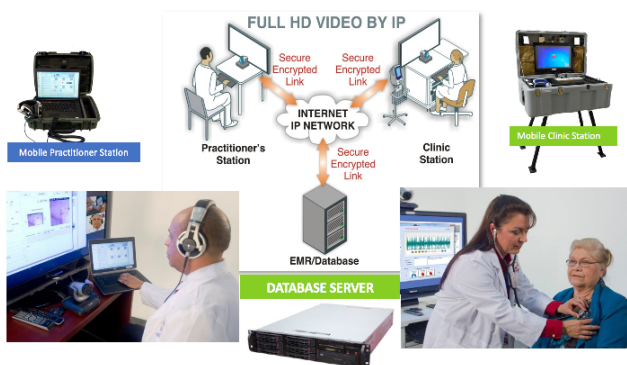 FULL HD VIDEO BY IP
Secure
Encrypted
Link
Secure
Encrypted
Link
INTERNET
IP NETWORK
Practitioner's
Station
Clinic
Station
Secure
Encrypted
Link
EMR/Database
Mobile Practitioner Station
Mobile Clinic Station
DATABASE SERVER